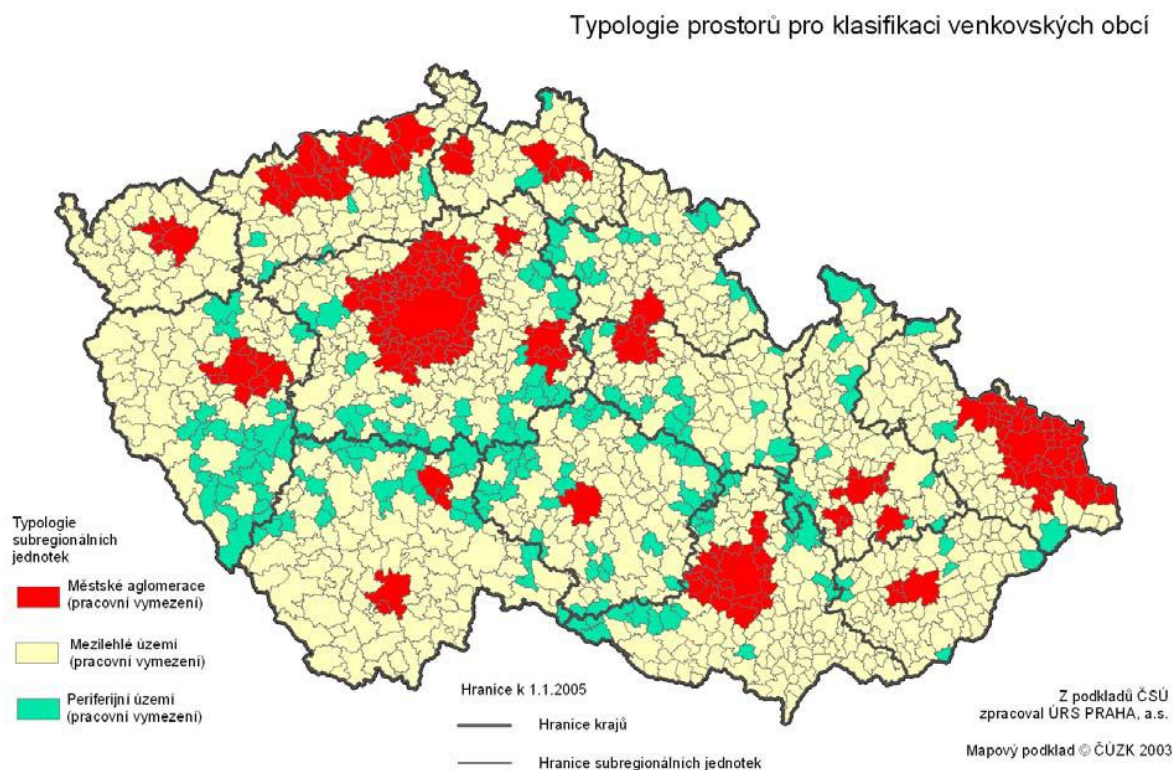 Typologie prostorů pro klasifikaci venkovských obcí
Typologie
subregionálních
jednotek
Městské aglomerace
(pracovní vymezení)
Mezilehlé území
(pracovní vymezení)
Periferijní území
(pracovní vymezení)
Hranice k 1.1.2005
Hranice krajů
Hranice subregionálních jednotek
Z podkladů ČSÚ
zpracoval ÚRS PRAHA, a.s.
Mapový podklad © ČÚZK 2003